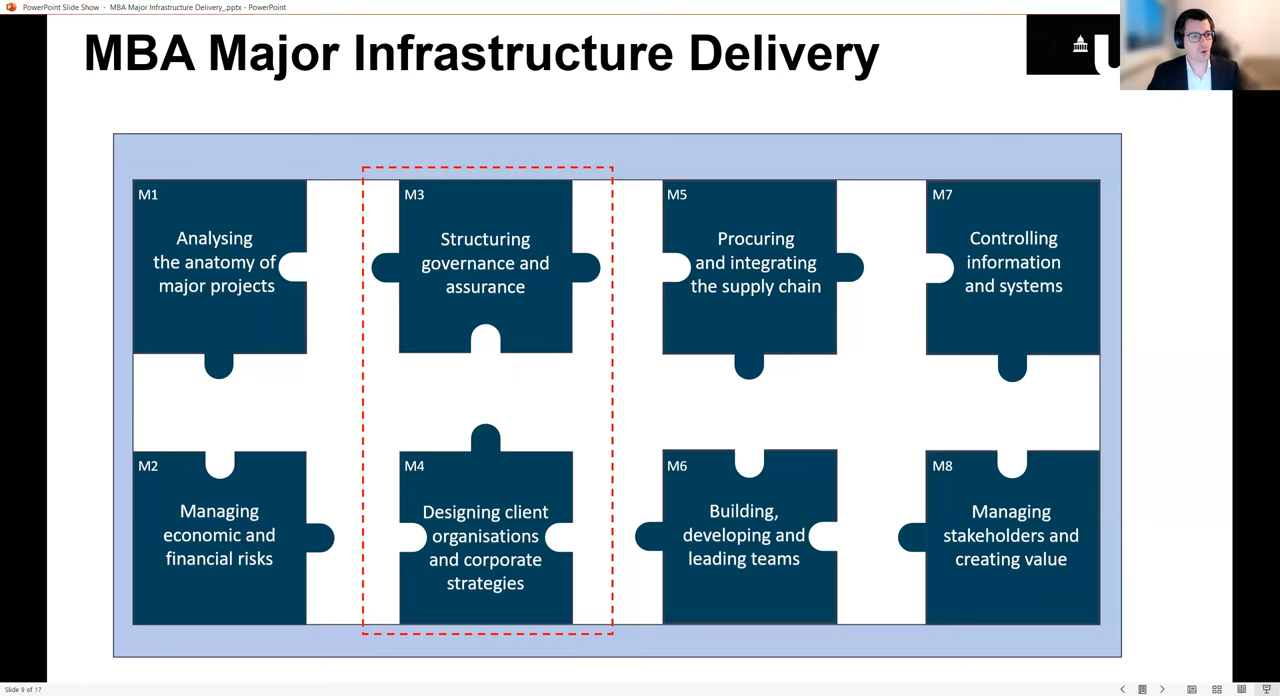 PowerPoint Slide Show - MBA Major Infrastructure Delivery_.pptx - PowerPoint
MBA Major Infrastructure Delivery
M1
Analysing
the anatomy of
major projects
M3
Structuring
governance and
assurance
M5
Procuring
and integrating
the supply chain
M7
Controlling
information
and systems
M2
Managing
economic and
financial risks
M4
Designing client
organisations
and corporate
strategies
M6
Building,
developing and
leading teams
M8
Managing
stakeholders and
creating value
Slide 9 of 17